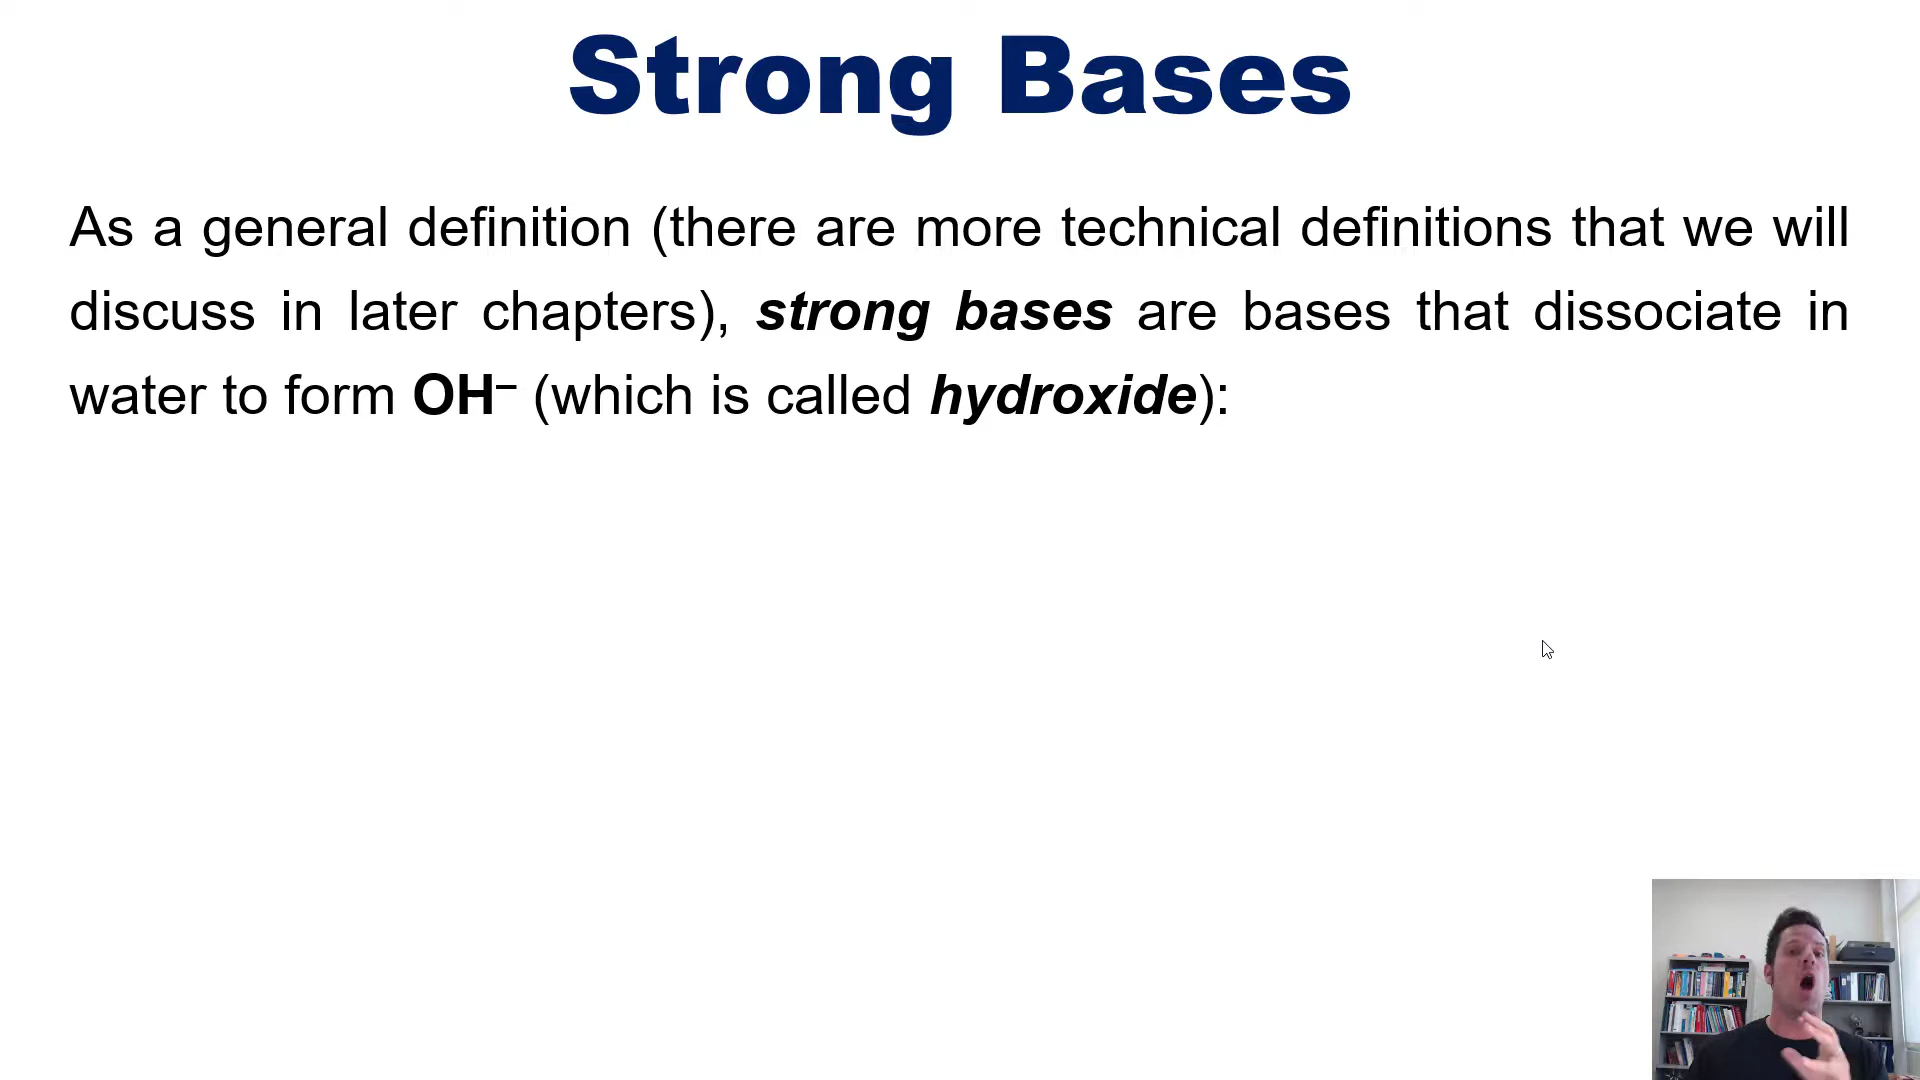 Strong Bases
As a general definition (there are more technical definitions that we will
discuss in later chapters), strong bases are bases that dissociate in
water to form OH⁻ (which is called hydroxide):